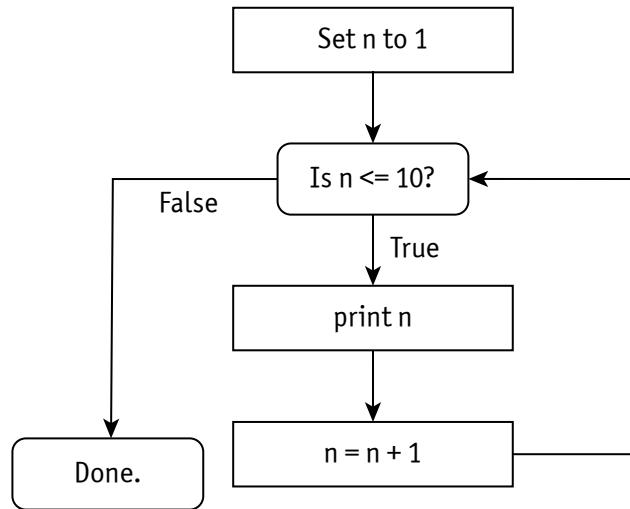 Set n to 1
Is n <= 10?
False
True
print n
n = n + 1
Done.